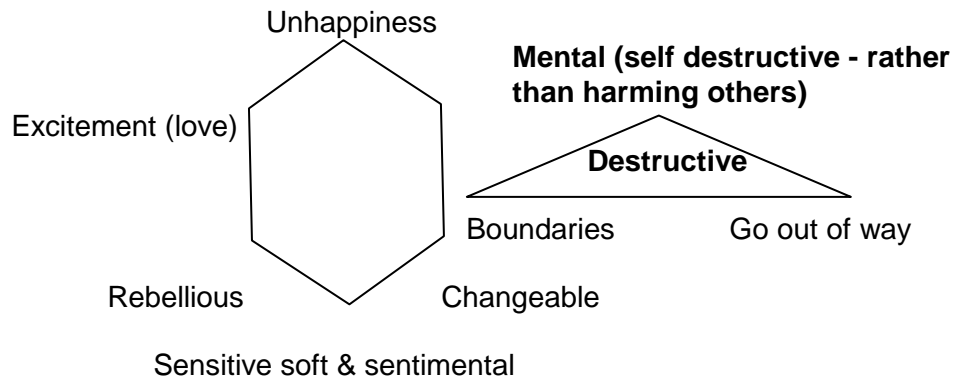 Unhappiness
Mental (self destructive - rather
than harming others)
Excitement (love)
Destructive
Boundaries
Go out of way
Rebellious
Changeable
Sensitive soft & sentimental